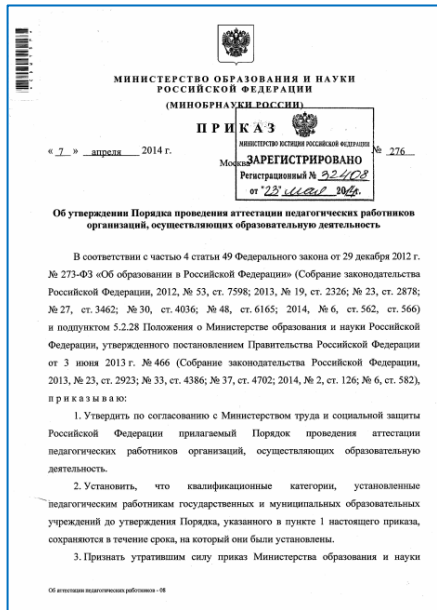 МИНИСТЕРСТВО ОБРАЗОВАНИЯ И НАУКИ
РОССИЙСКОЙ ФЕДЕРАЦИИ
(МИНОБРНАУКИ РОССИИ)
ПРИКАЗ
МИНИСТЕРСТВО ЮСТИЦИИ РОССИЙСКОЙ ФЕДЕРАЦИИ
« 7 » апреля 2014 г.
Москва
№ 276
ЗАРЕГИСТРИРОВАНО
Регистрационный № 32408
от "23" мая 2014г.
Об утверждении Порядка проведения аттестации педагогических работников
организаций, осуществляющих образовательную деятельность
В соответствии с частью 4 статьи 49 Федерального закона от 29 декабря 2012 г.
№ 273-ФЗ «Об образовании в Российской Федерации» (Собрание законодательства
Российской Федерации, 2012, № 53, ст. 7598; 2013, № 19, ст. 2326; № 23, ст. 2878;
№ 27, ст. 3462; № 30, ст. 4036; № 48, ст. 6165; 2014, № 6, ст. 562, ст. 566)
и подпунктом 5.2.28 Положения о Министерстве образования и науки Российской
Федерации, утвержденного постановлением Правительства Российской Федерации
от 3 июня 2013 г. № 466 (Собрание законодательства Российской Федерации,
2013, № 23, ст. 2923; № 33, ст. 4386; № 37, ст. 4702; 2014, № 2, ст. 126; № 6, ст. 582),
приказываю:
1. Утвердить по согласованию с Министерством труда и социальной защиты
Российской Федерации прилагаемый Порядок проведения аттестации
педагогических работников организаций, осуществляющих образовательную
деятельность.
2. Установить, что квалификационные категории, установленные
педагогическим работникам государственных и муниципальных образовательных
учреждений до утверждения Порядка, указанного в пункте 1 настоящего приказа,
сохраняются в течение срока, на который они были установлены.
3. Признать утратившим силу приказ Министерства образования и науки
Об аттестации педагогических работников - 08